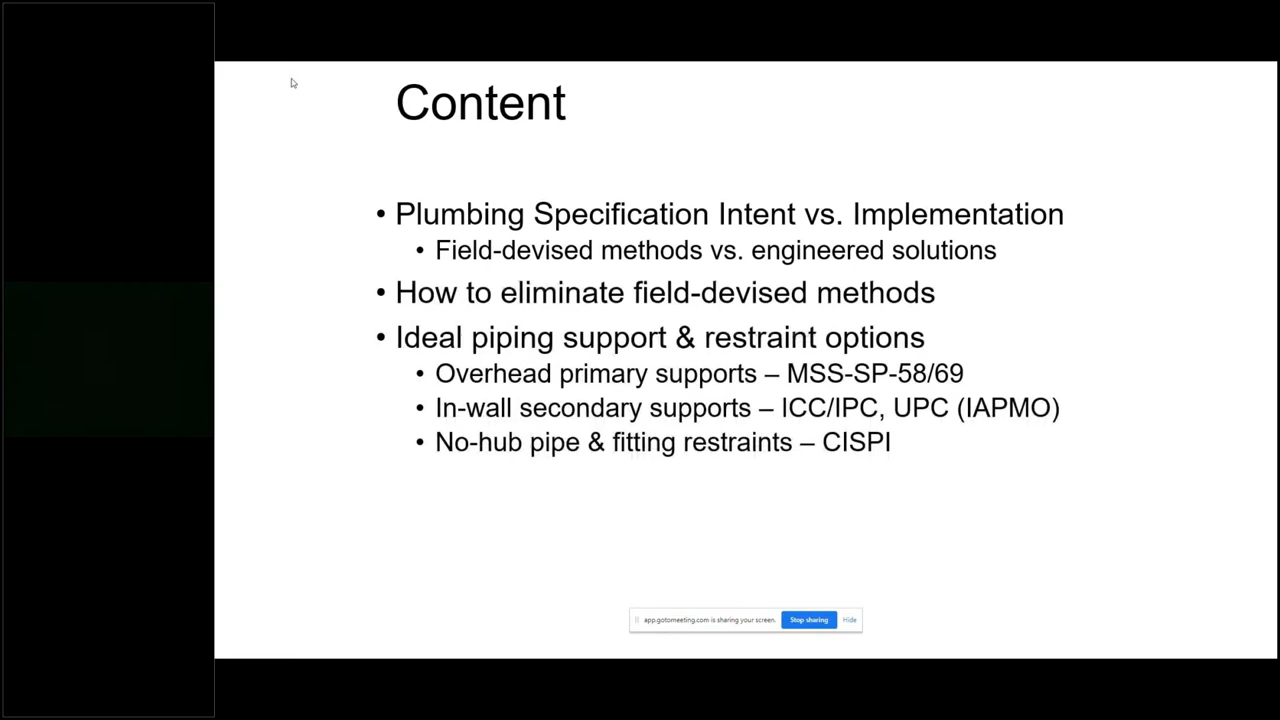 Content
• Plumbing Specification Intent vs. Implementation
• Field-devised methods vs. engineered solutions
• How to eliminate field-devised methods
• Ideal piping support & restraint options
• Overhead primary supports – MSS-SP-58/69
• In-wall secondary supports – ICC/IPC, UPC (IAPMO)
• No-hub pipe & fitting restraints – CISPI
app.gotomeeting.com is sharing your screen. Stop sharing Hide